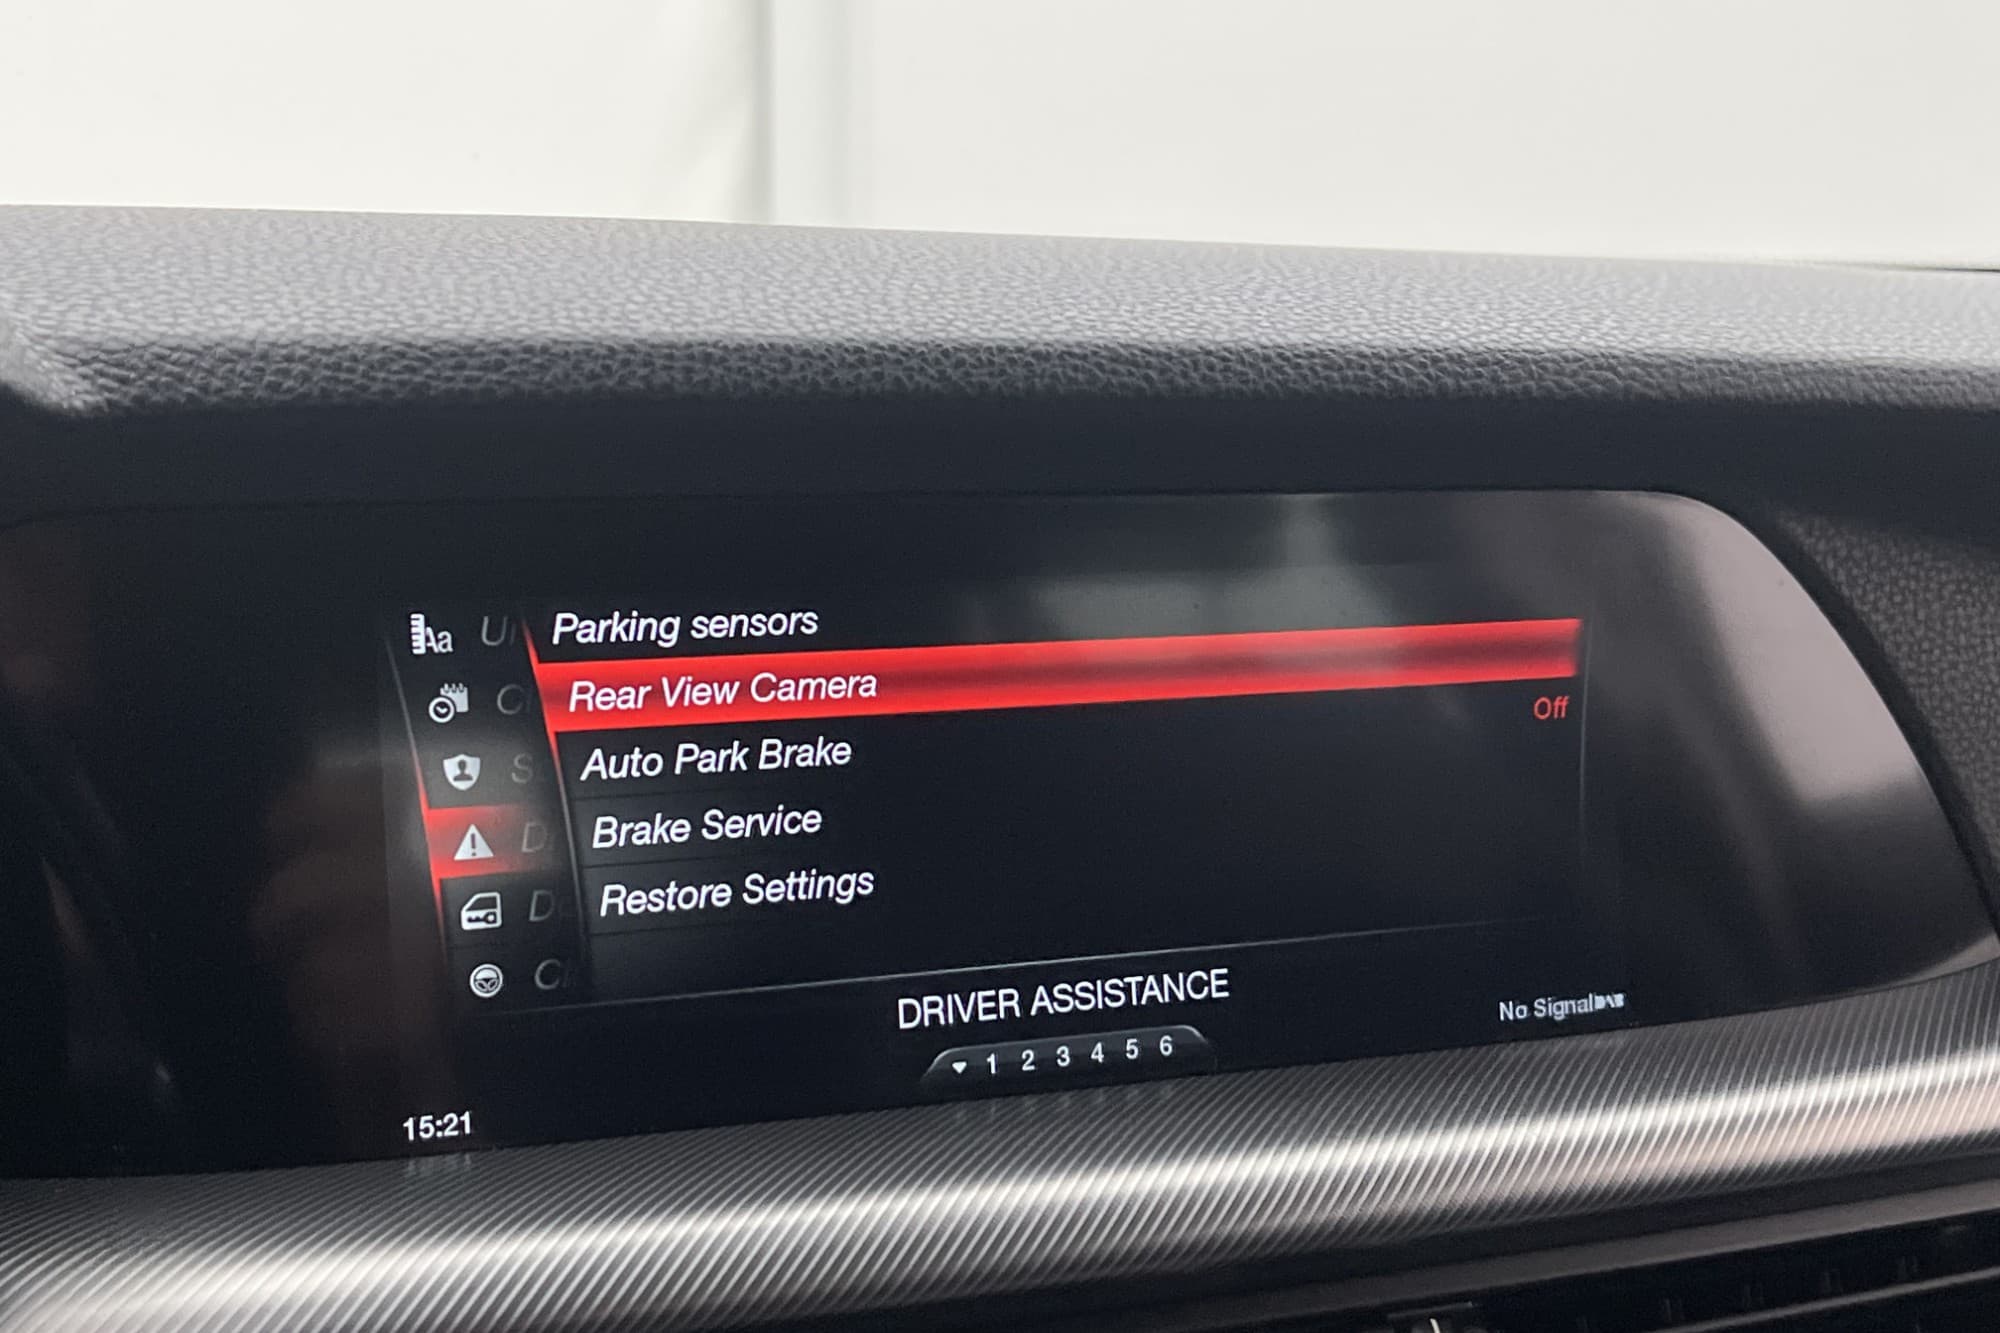 Parking sensors
Rear View Camera
Auto Park Brake Off
Brake Service
Restore Settings
Aa
S
D
D
DRIVER ASSISTANCE
No Signal
1 2 3 4 5 6
15:21